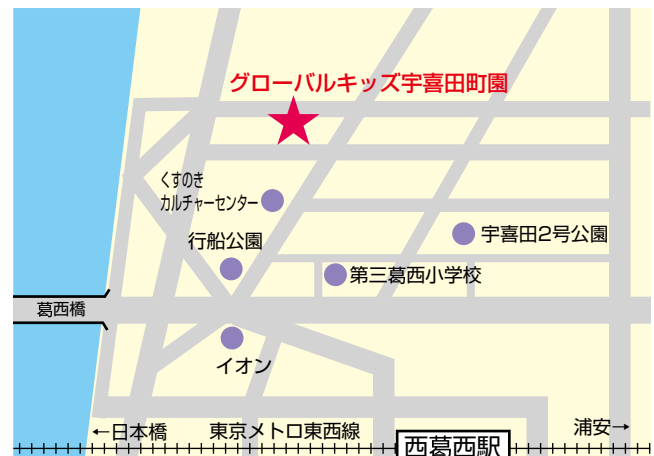 グローバルキッズ宇喜田町園
くすのき
カルチャーセンター
行船公園
宇喜田2号公園
第三葛西小学校
葛西橋
イオン
←日本橋
東京メトロ東西線
浦安→
西葛西駅